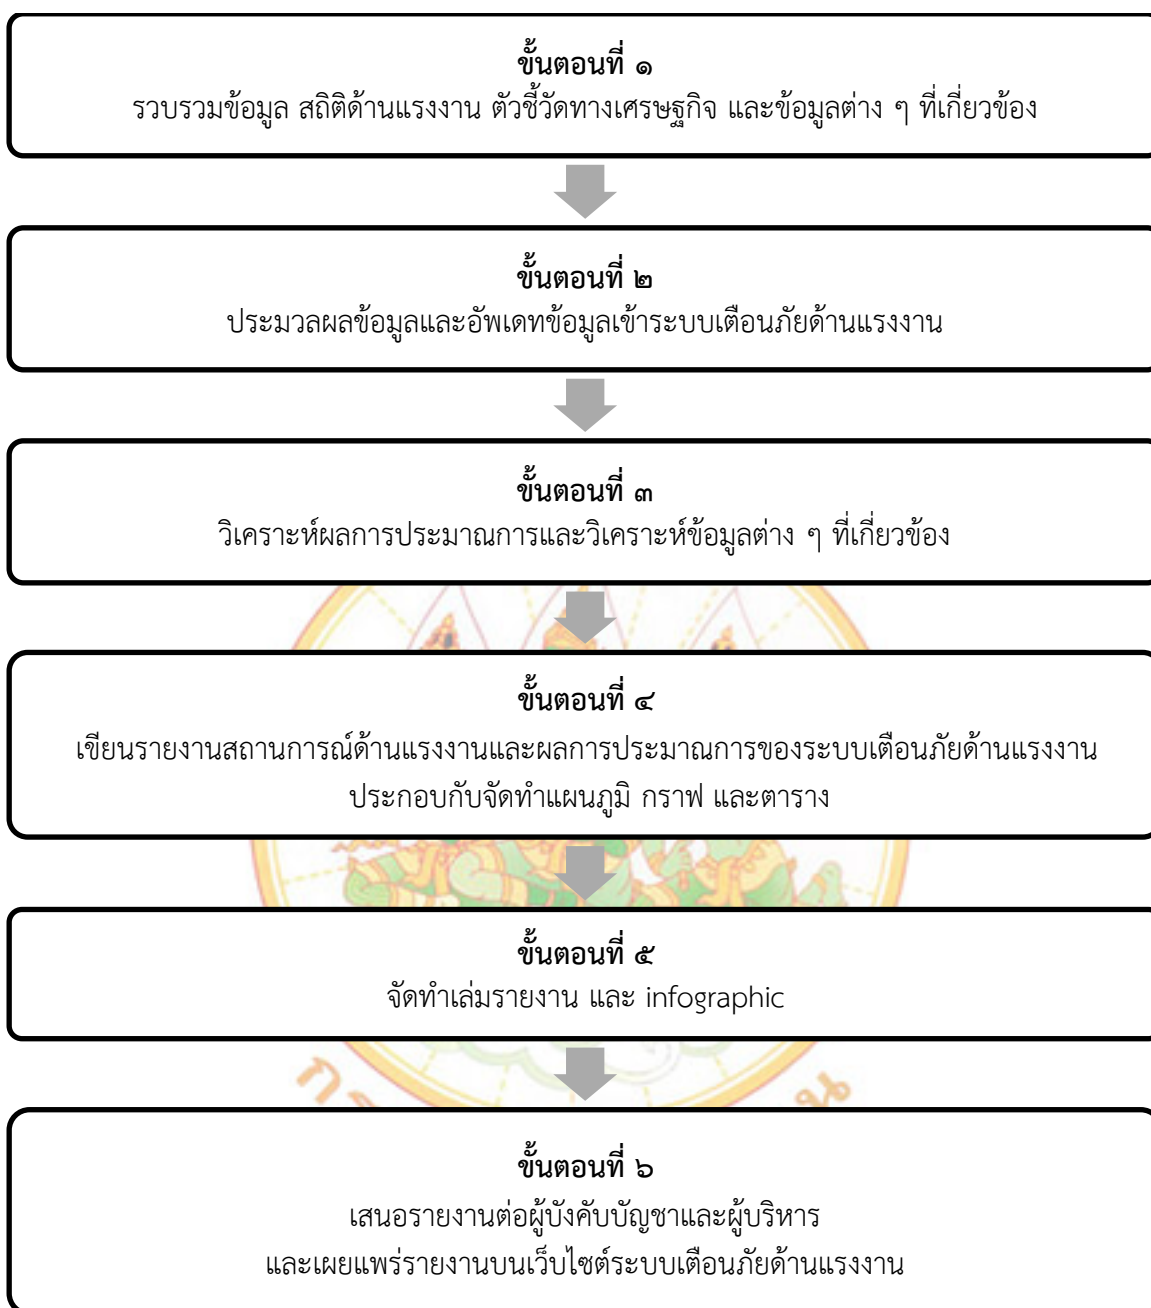 ขั้นตอนที่ ๑
รวบรวมข้อมูล สถิติด้านแรงงาน ตัวชี้วัดทางเศรษฐกิจ และข้อมูลต่าง ๆ ที่เกี่ยวข้อง
ขั้นตอนที่ ๒
ประมวลผลข้อมูลและอัพเดทข้อมูลเข้าระบบเตือนภัยด้านแรงงาน
ขั้นตอนที่ ๓
วิเคราะห์ผลการประมาณการและวิเคราะห์ข้อมูลต่าง ๆ ที่เกี่ยวข้อง
ขั้นตอนที่ ๔
เขียนรายงานสถานการณ์ด้านแรงงานและผลการประมาณการของระบบเตือนภัยด้านแรงงาน
ประกอบกับจัดทำแผนภูมิ กราฟ และตาราง
ขั้นตอนที่ ๕
จัดทำเล่มรายงาน และ infographic
ขั้นตอนที่ ๖
เสนอรายงานต่อผู้บังคับบัญชาและผู้บริหาร
และเผยแพร่รายงานบนเว็บไซต์ระบบเตือนภัยด้านแรงงาน